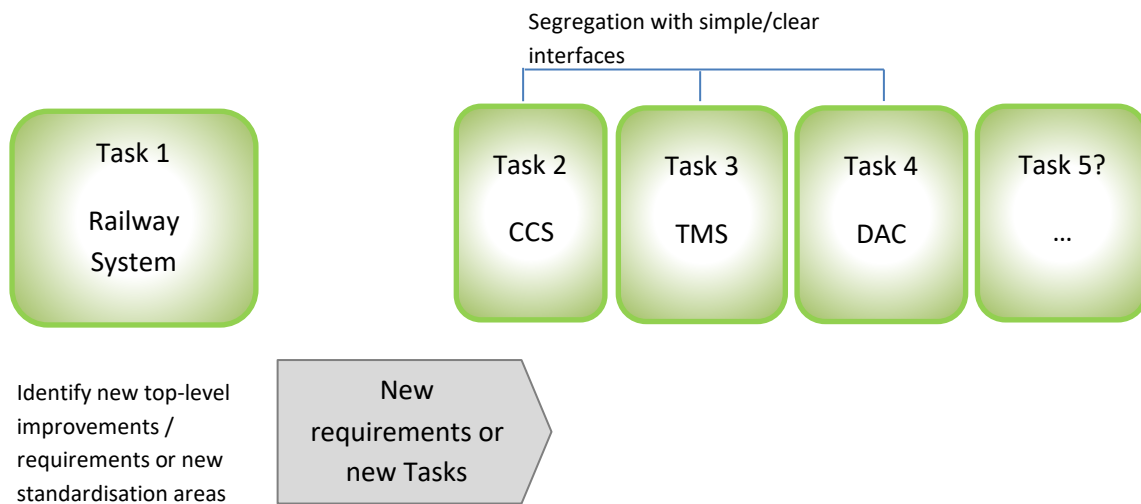 Segregation with simple/clear
interfaces
Task 1
Railway
System
Task 2
CCS
Task 3
TMS
Task 4
DAC
Task 5?
…
Identify new top-level
improvements /
requirements or new
standardisation areas
New
requirements or
new Tasks